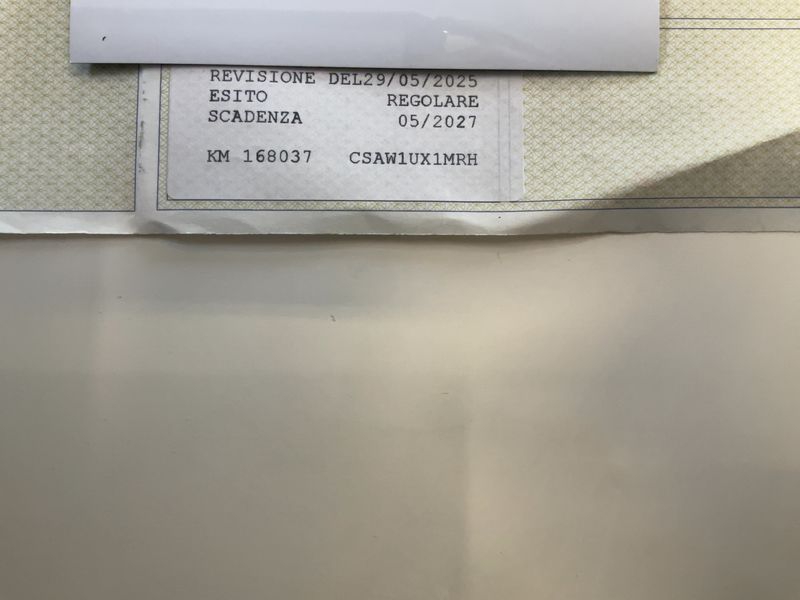 REVISIONE DEL29/05/2025
ESITO REGOLARE
SCADENZA 05/2027
KM 168037 CSAW1UX1MRH